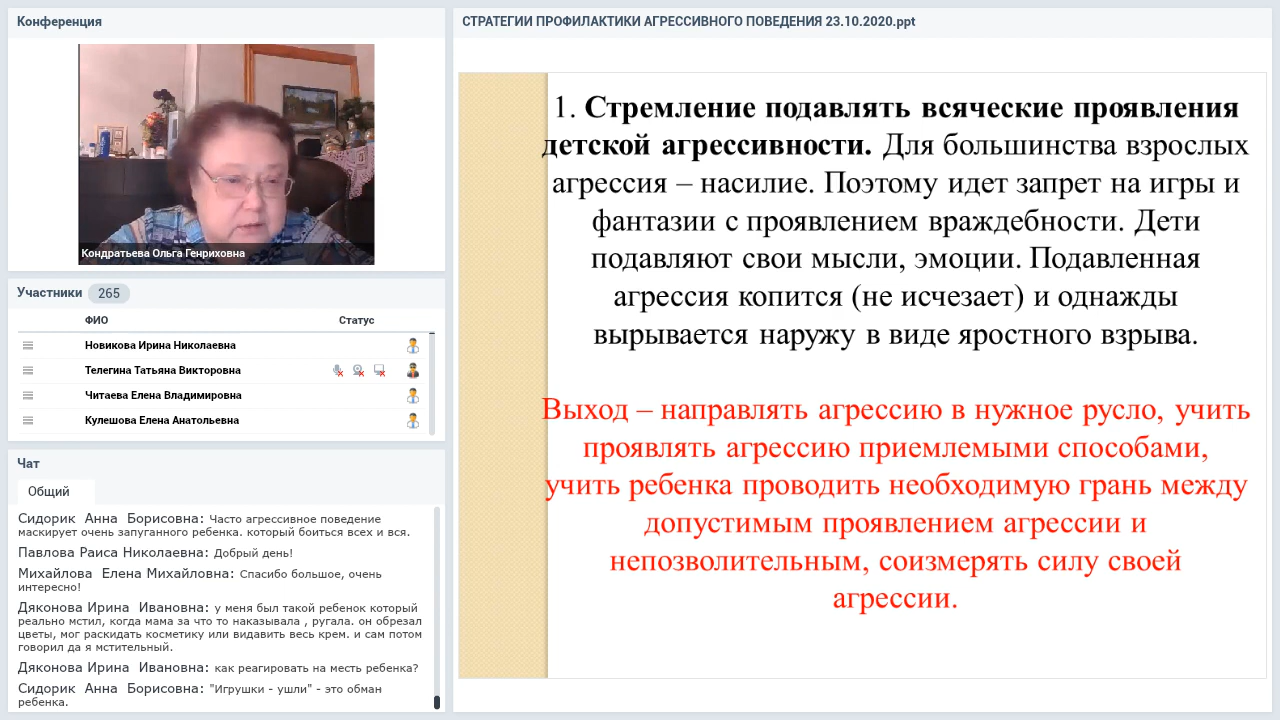 Конференция
Кондратьева Ольга Генриховна
Участники 265
ФИО Статус
Новикова Ирина Николаевна
Телегина Татьяна Викторовна
Читаева Елена Владимировна
Кулешова Елена Анатольевна
Чат
Общий
Сидорик Анна Борисовна: Часто агрессивное поведение
маскирует очень запуганного ребенка. который боиться всех и вся.
Павлова Раиса Николаевна: Добрый день!
Михайлова Елена Михайловна: Спасибо большое, очень
интересно!
Дяконова Ирина Ивановна: у меня был такой ребенок который
реально мстил, когда мама за что то наказывала , ругала. он обрезал
цветы, мог раскидать косметику или видавить весь крем. и сам потом
говорил да я мстительный.
Дяконова Ирина Ивановна: как реагировать на месть ребенка?
Сидорик Анна Борисовна: "Игрушки - ушли" - это обман
ребенка.
СТРАТЕГИИ ПРОФИЛАКТИКИ АГРЕССИВНОГО ПОВЕДЕНИЯ 23.10.2020.ppt
1. Стремление подавлять всяческие проявления
детской агрессивности. Для большинства взрослых
агрессия – насилие. Поэтому идет запрет на игры и
фантазии с проявлением враждебности. Дети
подавляют свои мысли, эмоции. Подавленная
агрессия копится (не исчезает) и однажды
вырывается наружу в виде яростного взрыва.
Выход – направлять агрессию в нужное русло, учить
проявлять агрессию приемлемыми способами,
учить ребенка проводить необходимую грань между
допустимым проявлением агрессии и
непозволительным, соизмерять силу своей
агрессии.